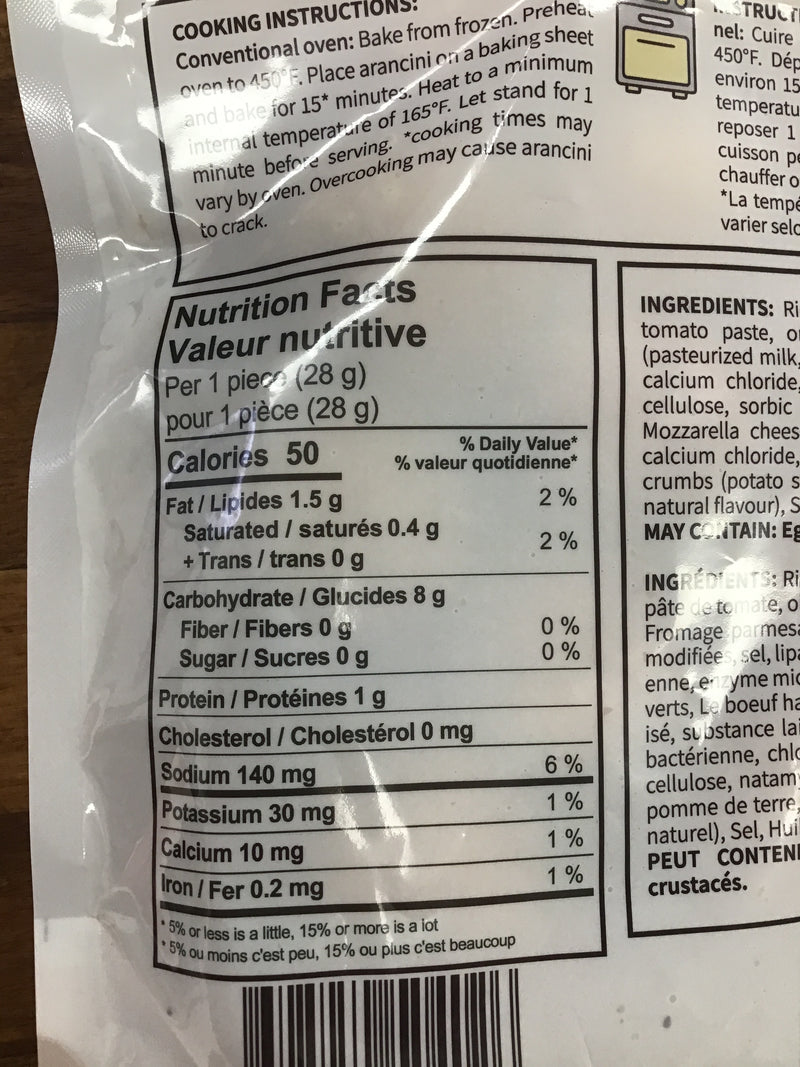 COOKING INSTRUCTIONS:
Conventional oven: Bake from frozen. Preheat
oven to 450°F. Place arancini on a baking sheet
and bake for 15* minutes. Heat to a minimum
internal temperature of 165°F. Let stand for 1
minute before serving. *cooking times may
vary by oven. Overcooking may cause arancini
to crack.
nel: Cuire
450°F. Dép
environ 15
temperatu
reposer 1
cuisson pe
chauffer o
*La tempé
varier selo
Nutrition Facts
Valeur nutritive
Per 1 piece (28 g)
pour 1 pièce (28 g)
Calories 50
% Daily Value*
% valeur quotidienne*
Fat / Lipides 1.5 g 2 %
Saturated / saturés 0.4 g
+ Trans / trans 0 g 2 %
Carbohydrate / Glucides 8 g
Fiber / Fibers 0 g 0 %
Sugar / Sucres 0 g 0 %
Protein / Protéines 1 g
Cholesterol / Cholestérol 0 mg
Sodium 140 mg 6 %
Potassium 30 mg 1 %
Calcium 10 mg 1 %
Iron / Fer 0.2 mg 1 %
* 5% or less is a little, 15% or more is a lot
* 5% ou moins c'est peu, 15% ou plus c'est beaucoup
INGREDIENTS: Ri
tomato paste, o
(pasteurized milk,
calcium chloride,
cellulose, sorbic
Mozzarella chees
calcium chloride,
crumbs (potato s
natural flavour), S
MAY CONTAIN: Eg
INGRÉDIENTS: Ri
pâte de tomate, o
Fromage parmesa
modifiées, sel, lipa
enne, enzyme mic
verts, Le boeuf ha
isé, substance lai
bactérienne, chlo
cellulose, natamy
pomme de terre,
naturel), Sel, Hui
PEUT CONTENI
crustacés.